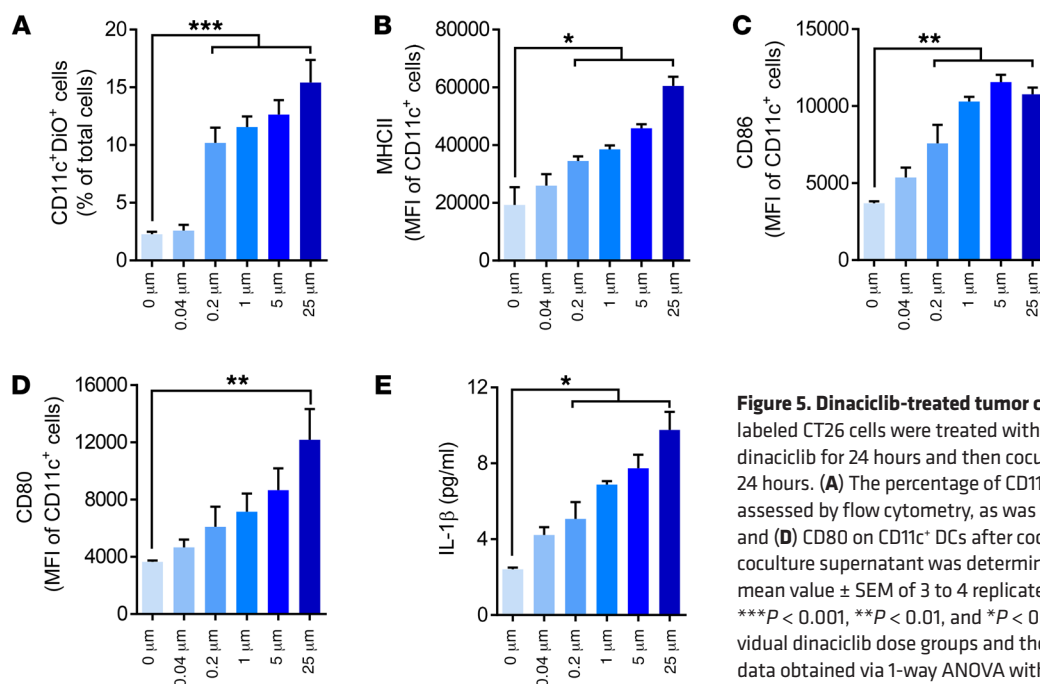 A
***
20
15
10
5
0
CD11c⁺DiO⁺ cells
(% of total cells)
0 µm
0.04 µm
0.2 µm
1 µm
5 µm
25 µm
B
*
80000
60000
40000
20000
0
MHCII
(MFI of CD11c⁺ cells)
0 µm
0.04 µm
0.2 µm
1 µm
5 µm
25 µm
C
**
15000
10000
5000
0
CD86
(MFI of CD11c⁺ cells)
0 µm
0.04 µm
0.2 µm
1 µm
5 µm
25 µm
D
**
16000
12000
8000
4000
0
CD80
(MFI of CD11c⁺ cells)
0 µm
0.04 µm
0.2 µm
1 µm
5 µm
25 µm
E
*
12
8
4
0
IL-1β (pg/ml)
0 µm
0.04 µm
0.2 µm
1 µm
5 µm
25 µm
Figure 5. Dinaciclib-treated tumor
labeled CT26 cells were treated with
dinaciclib for 24 hours and then
24 hours. (A) The percentage of
assessed by flow cytometry, as was
and (D) CD80 on CD11c⁺ DCs after
coculture supernatant was
mean value ± SEM of 3 to 4
***P < 0.001, **P < 0.01, and *P < 0
vidual dinaciclib dose groups and
data obtained via 1-way ANOVA with